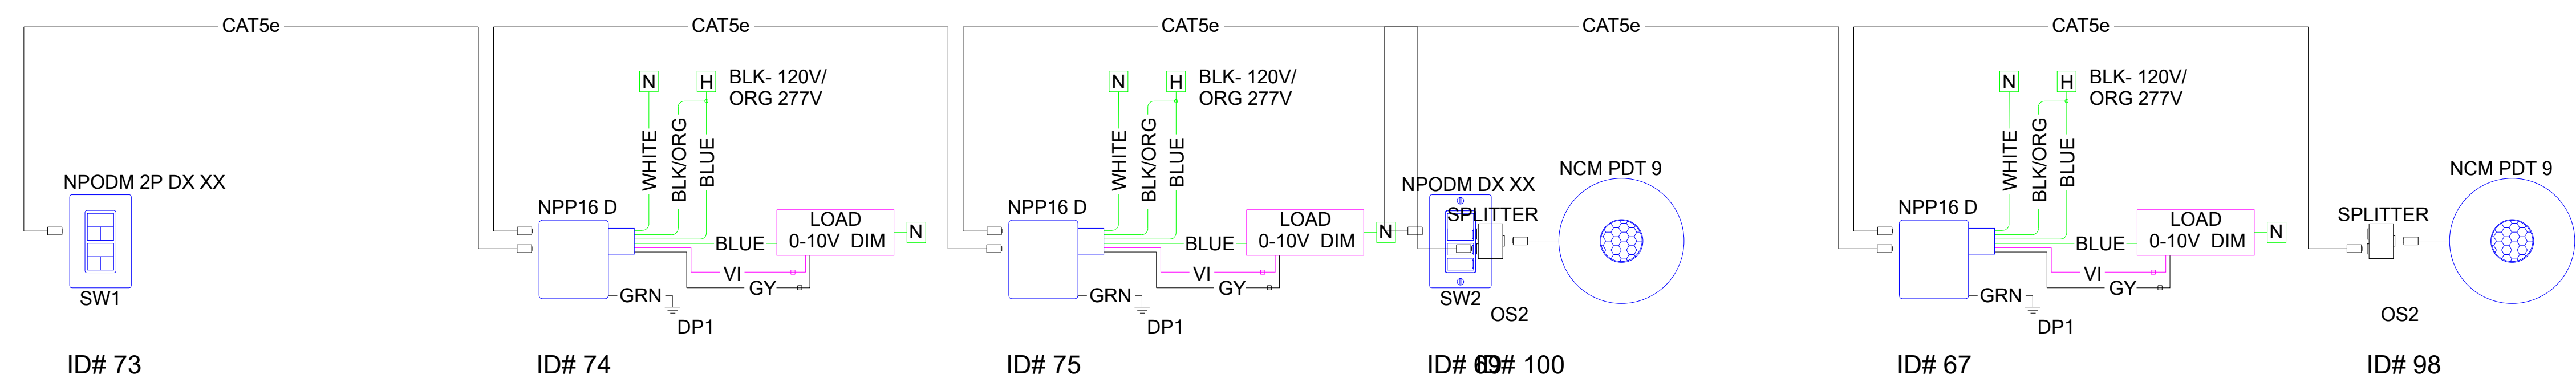 CAT5e CAT5e CAT5e CAT5e CAT5e
N H BLK- 120V/
ORG 277V
N H BLK- 120V/
ORG 277V
N H BLK- 120V/
ORG 277V
WHITE BLK/ORG BLUE
WHITE BLK/ORG BLUE
WHITE BLK/ORG BLUE
NPODM 2P DX XX
SW1
ID# 73
NPP16 D
LOAD
0-10V DIM
N
BLUE
VI
GY
GRN
DP1
ID# 74
NPP16 D
LOAD
0-10V DIM
N
BLUE
VI
GY
GRN
DP1
ID# 75
NPODM DX XX
SW2
ID# 69
NCM PDT 9
SPLITTER
OS2
ID# 100
NPP16 D
LOAD
0-10V DIM
N
BLUE
VI
GY
GRN
DP1
ID# 67
NCM PDT 9
SPLITTER
OS2
ID# 98